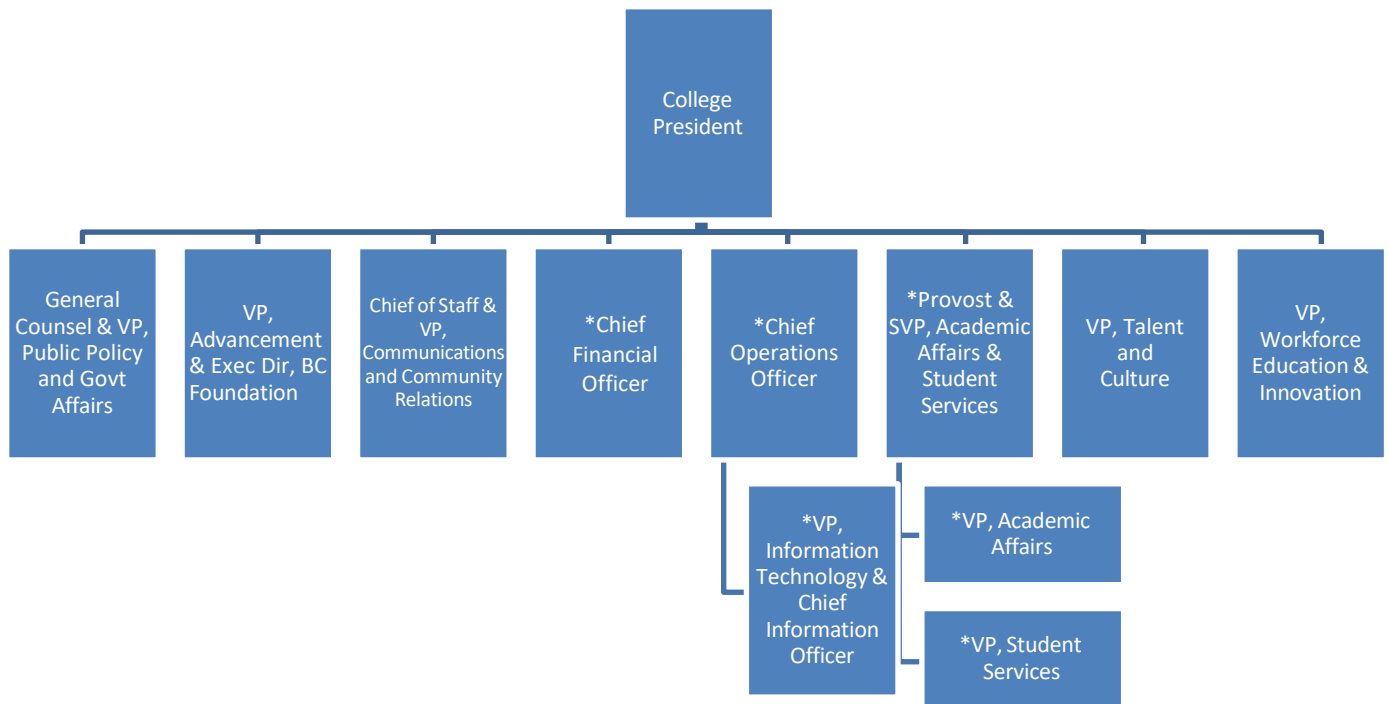 College
President
General
Counsel & VP,
Public Policy
and Govt
Affairs
VP,
Advancement
& Exec Dir, BC
Foundation
Chief of Staff &
VP,
Communications
and Community
Relations
*Chief
Financial
Officer
*Chief
Operations
Officer
*Provost &
SVP, Academic
Affairs &
Student
Services
VP, Talent
and
Culture
VP,
Workforce
Education &
Innovation
*VP,
Information
Technology &
Chief
Information
Officer
*VP, Academic
Affairs
*VP, Student
Services